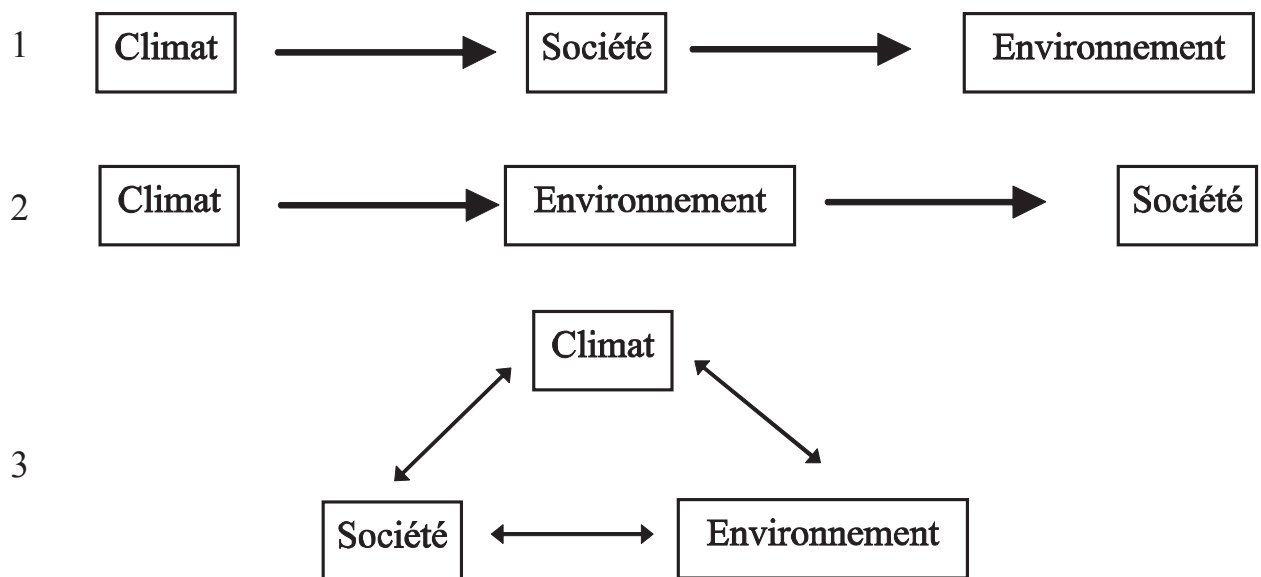 1 Climat Société Environnement
2 Climat Environnement Société
Climat
3
Société Environnement